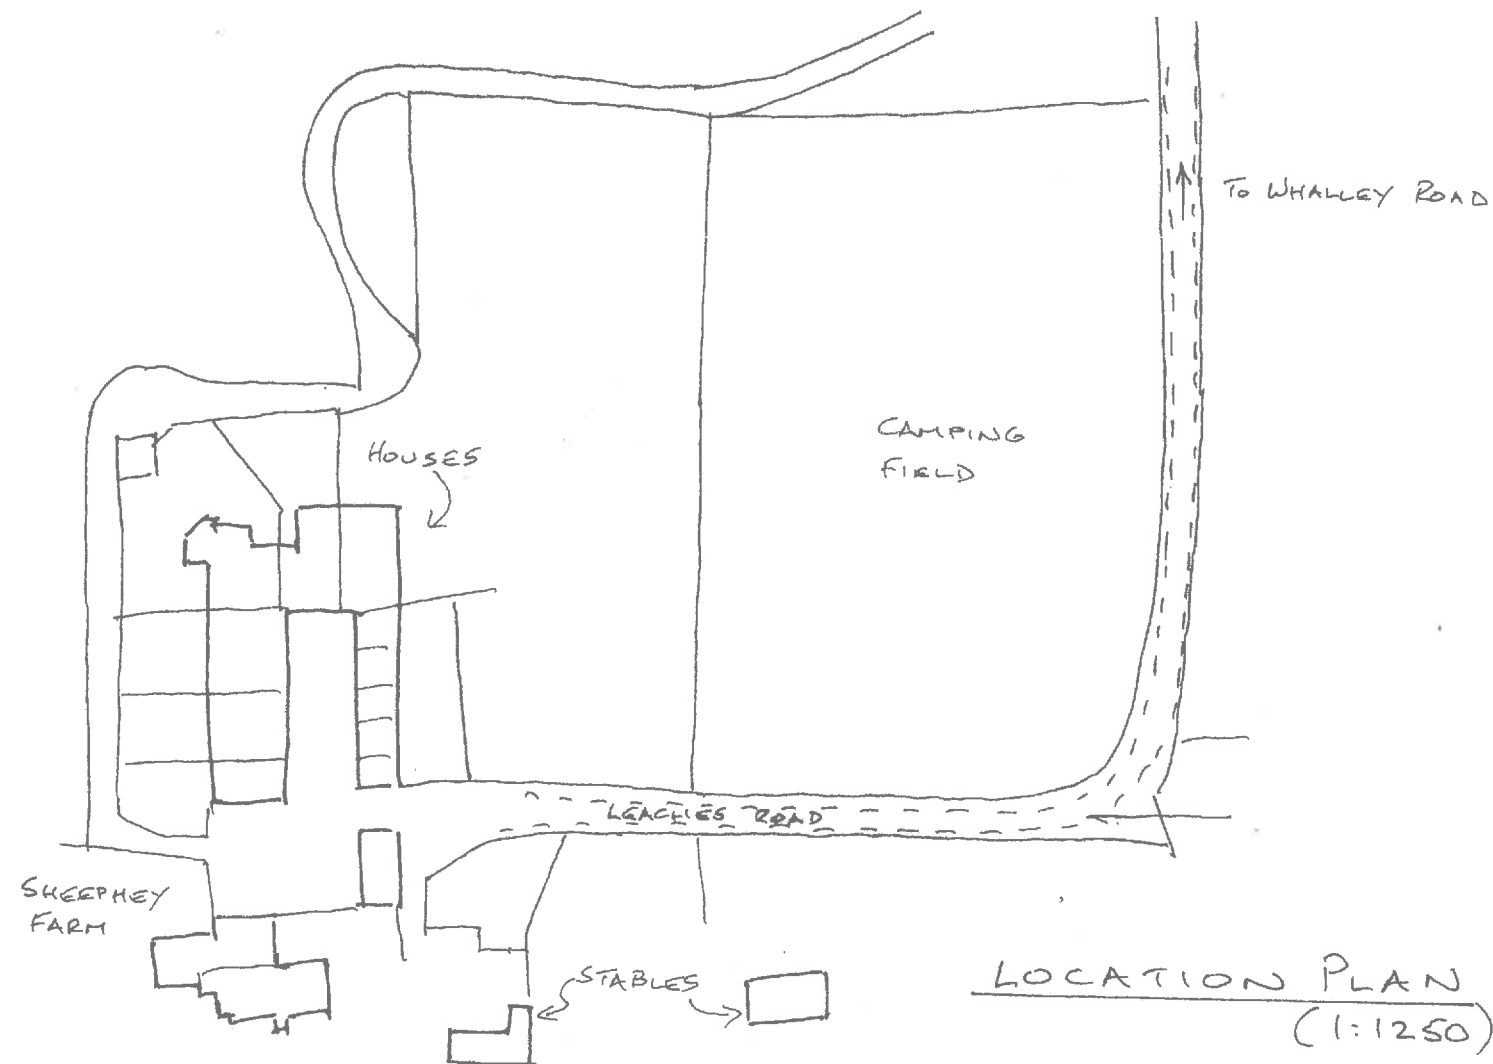 To WHALLEY ROAD
CAMPING
FIELD
HOUSES
LEACHES ROAD
SHEEPHEY
FARM
STABLES
LOCATION PLAN
(1:1250)